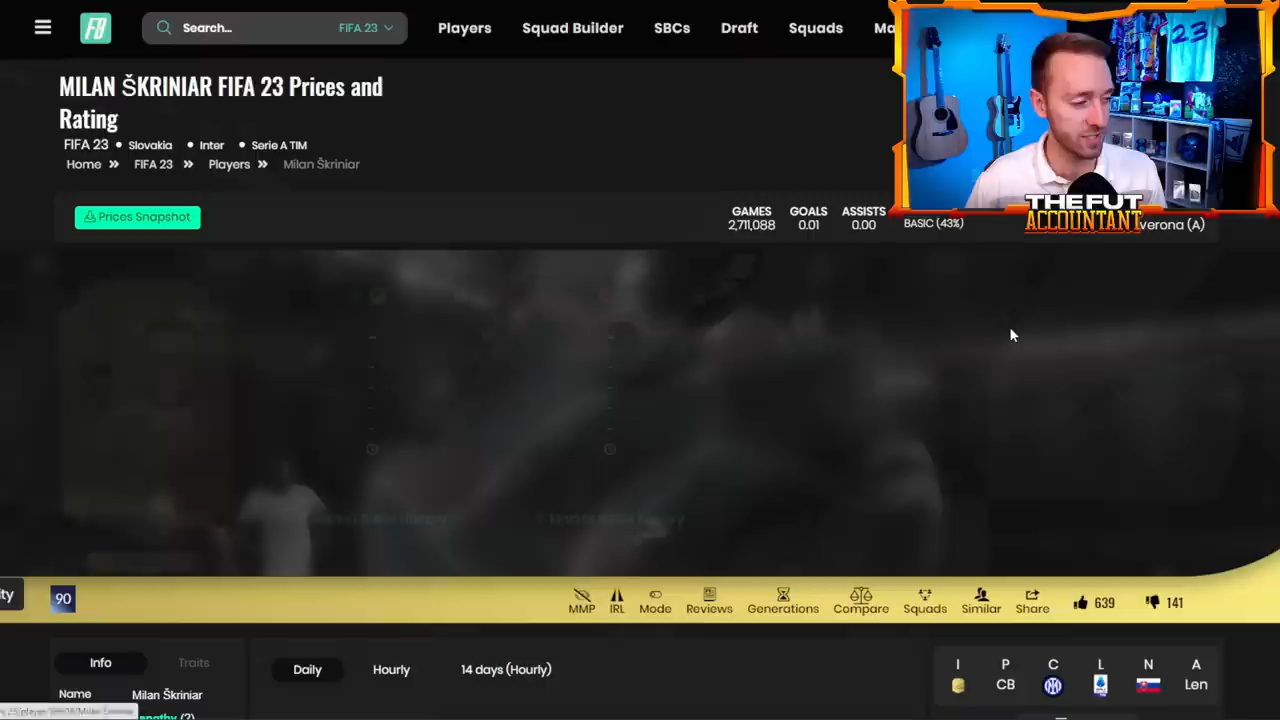 FB
Search...
FIFA 23
Players
Squad Builder
SBCs
Draft
Squads
23
MILAN ŠKRINIAR FIFA 23 Prices and
Rating
FIFA 23 • Slovakia • Inter • Serie A TIM
Home » FIFA 23 » Players » Milan Škriniar
Prices Snapshot
GAMES
2,711,088
GOALS
0.01
ASSISTS
0.00
BASIC (43%)
verona (A)
THE FUT
ACCOUNTANT
90
MMP
IRL
Mode
Reviews
Generations
Compare
Squads
Similar
Share
639
141
Info
Traits
Name
Milan Škriniar
Daily
Hourly
14 days (Hourly)
I P C L N A
CB
Len